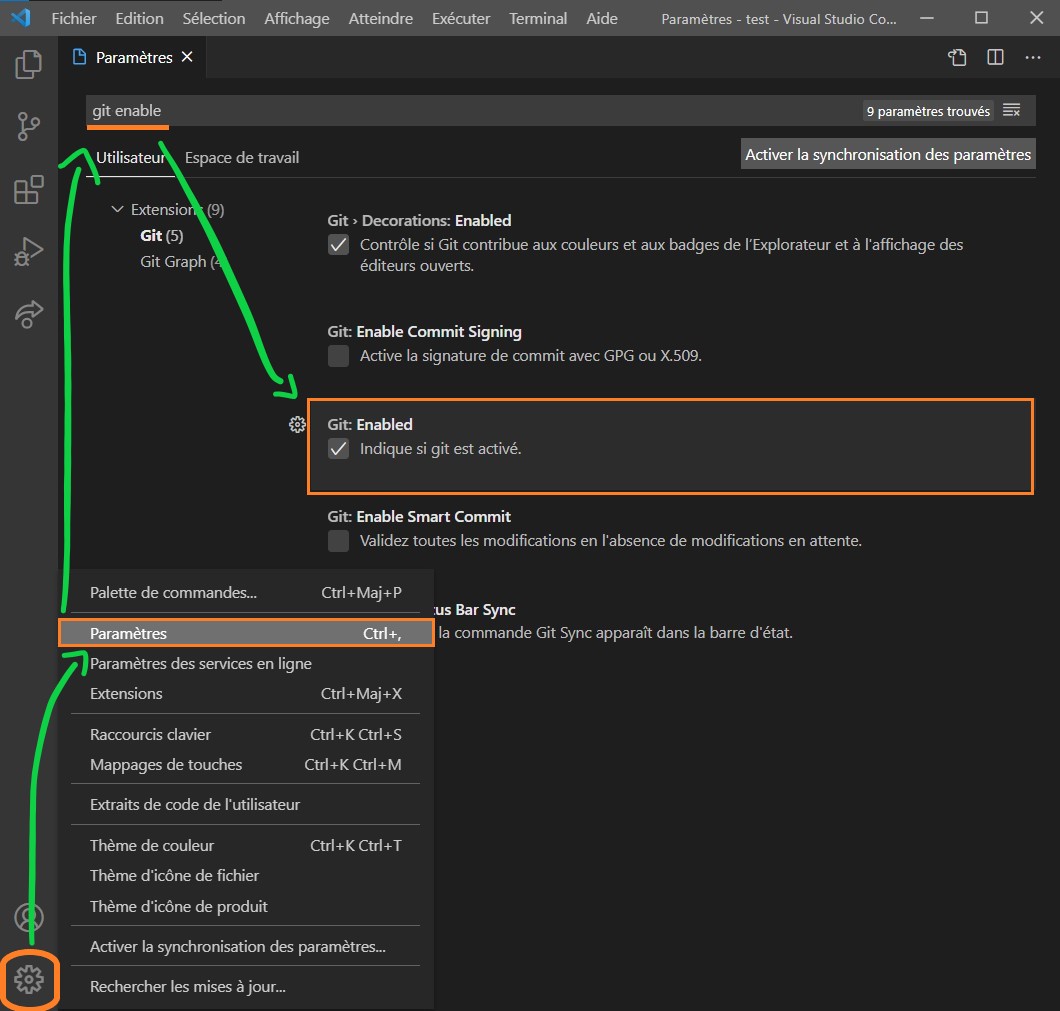 Fichier Edition Sélection Affichage Atteindre Exécuter Terminal Aide Paramètres - test - Visual Studio Co...
Paramètres
git enable
9 paramètres trouvés
Utilisateur Espace de travail
Activer la synchronisation des paramètres
Extensions (9)
Git (5)
Git Graph (4
Git › Decorations: Enabled
Contrôle si Git contribue aux couleurs et aux badges de l'Explorateur et à l'affichage des
éditeurs ouverts.
Git: Enable Commit Signing
Active la signature de commit avec GPG ou X.509.
Git: Enabled
Indique si git est activé.
Git: Enable Smart Commit
Validez toutes les modifications en l'absence de modifications en attente.
tus Bar Sync
la commande Git Sync apparaît dans la barre d'état.
Palette de commandes... Ctrl+Maj+P
Paramètres Ctrl+,
Paramètres des services en ligne
Extensions Ctrl+Maj+X
Raccourcis clavier Ctrl+K Ctrl+S
Mappages de touches Ctrl+K Ctrl+M
Extraits de code de l'utilisateur
Thème de couleur Ctrl+K Ctrl+T
Thème d'icône de fichier
Thème d'icône de produit
Activer la synchronisation des paramètres...
Rechercher les mises à jour...